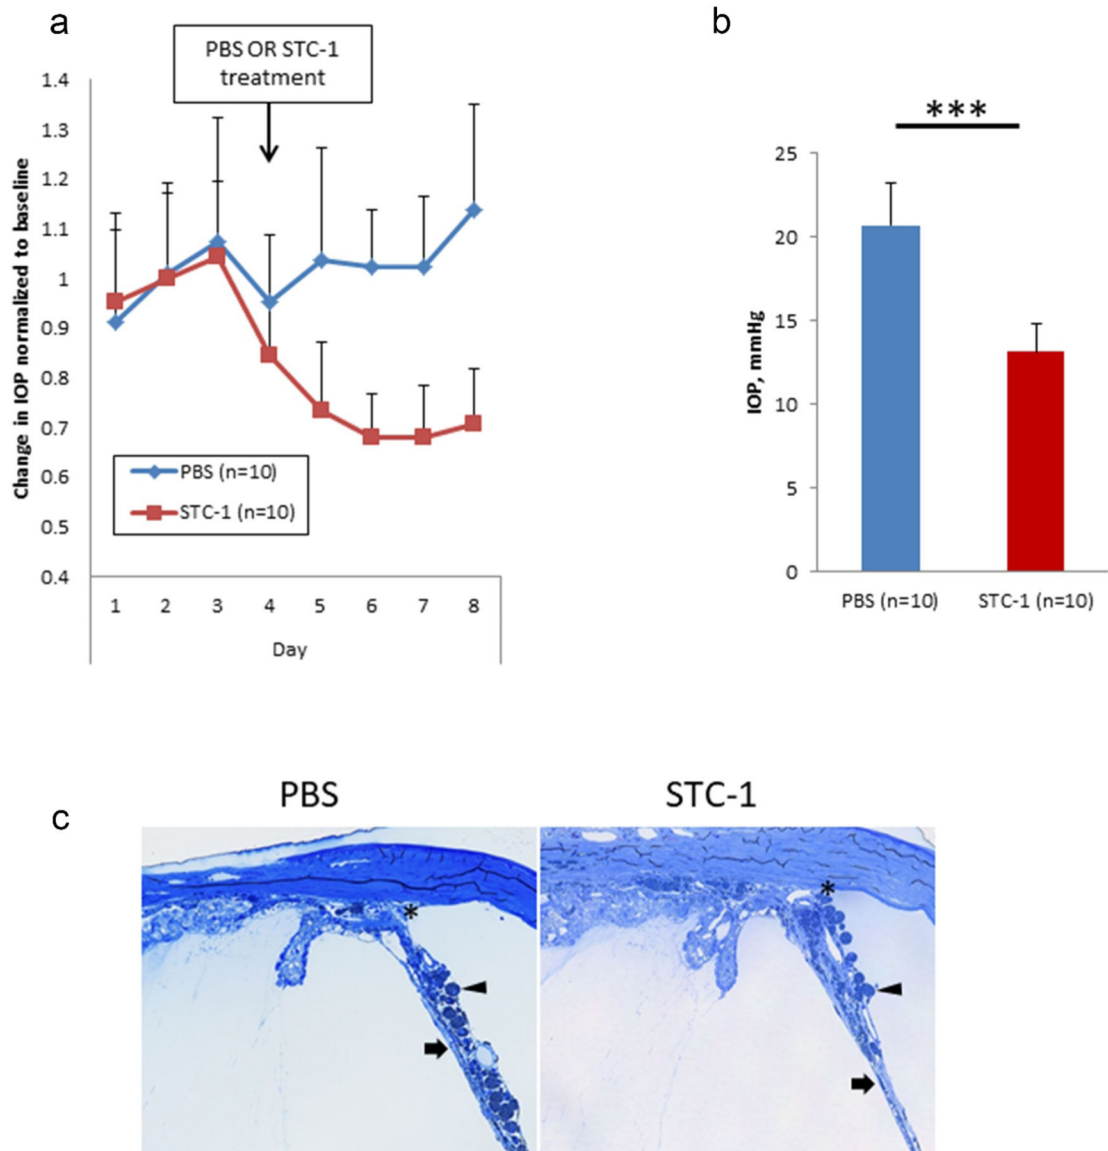 a
PBS OR STC-1
treatment
Change in IOP normalized to baseline
1.4
1.3
1.2
1.1
1
0.9
0.8
0.7
0.6
0.5
0.4
PBS (n=10)
STC-1 (n=10)
1 2 3 4 5 6 7 8
Day
b
***
IOP, mmHg
25
20
15
10
5
0
PBS (n=10) STC-1 (n=10)
c
PBS STC-1
* *